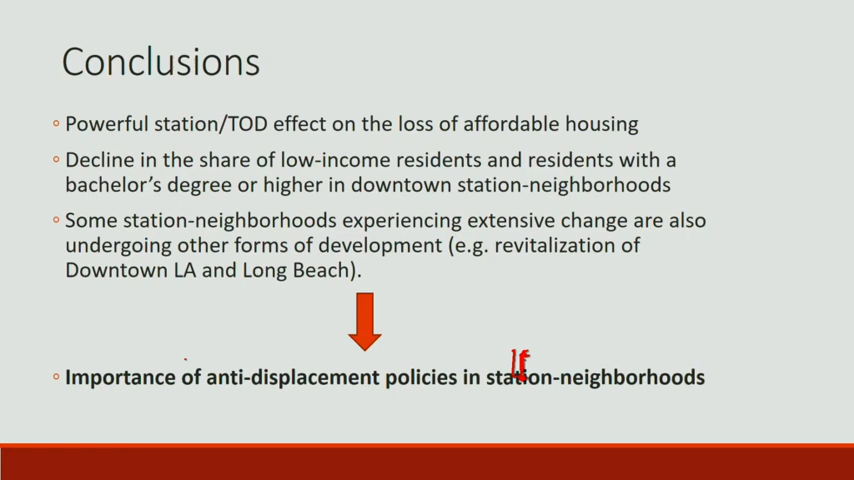 Conclusions
◦ Powerful station/TOD effect on the loss of affordable housing
◦ Decline in the share of low-income residents and residents with a
bachelor’s degree or higher in downtown station-neighborhoods
◦ Some station-neighborhoods experiencing extensive change are also
undergoing other forms of development (e.g. revitalization of
Downtown LA and Long Beach).
◦ Importance of anti-displacement policies in station-neighborhoods